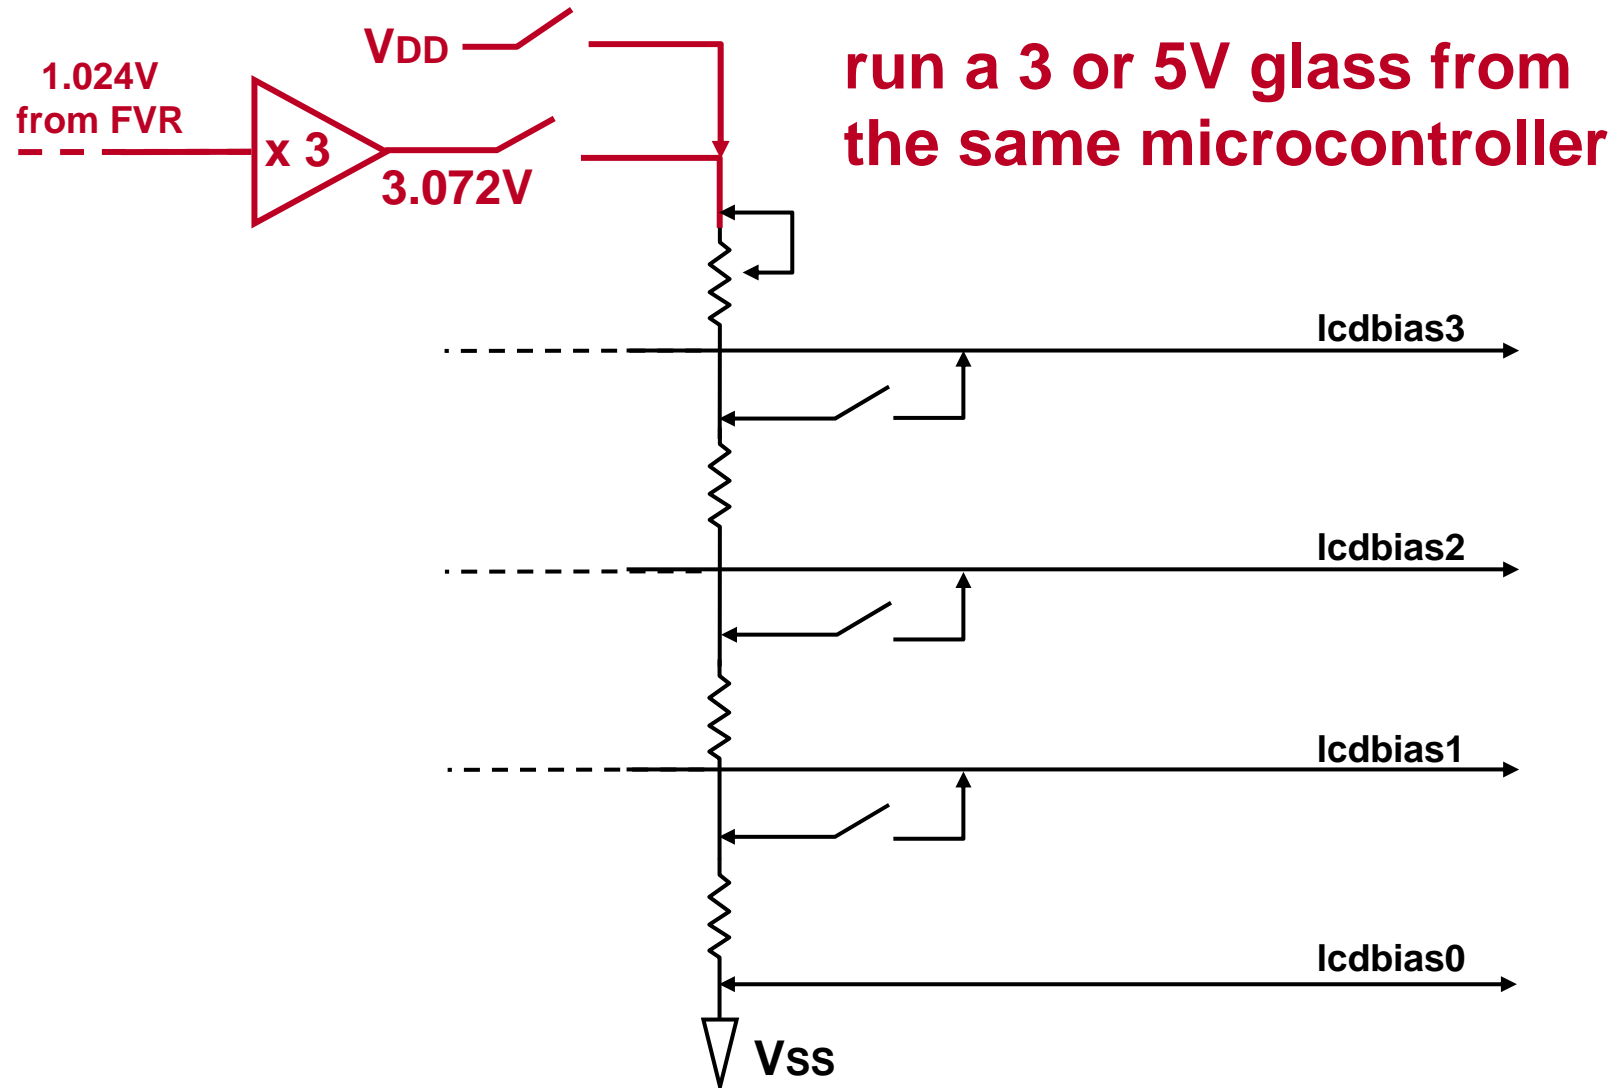 VDD
1.024V
from FVR
x 3
3.072V
run a 3 or 5V glass from
the same microcontroller
lcdbias3
lcdbias2
lcdbias1
lcdbias0
VSS